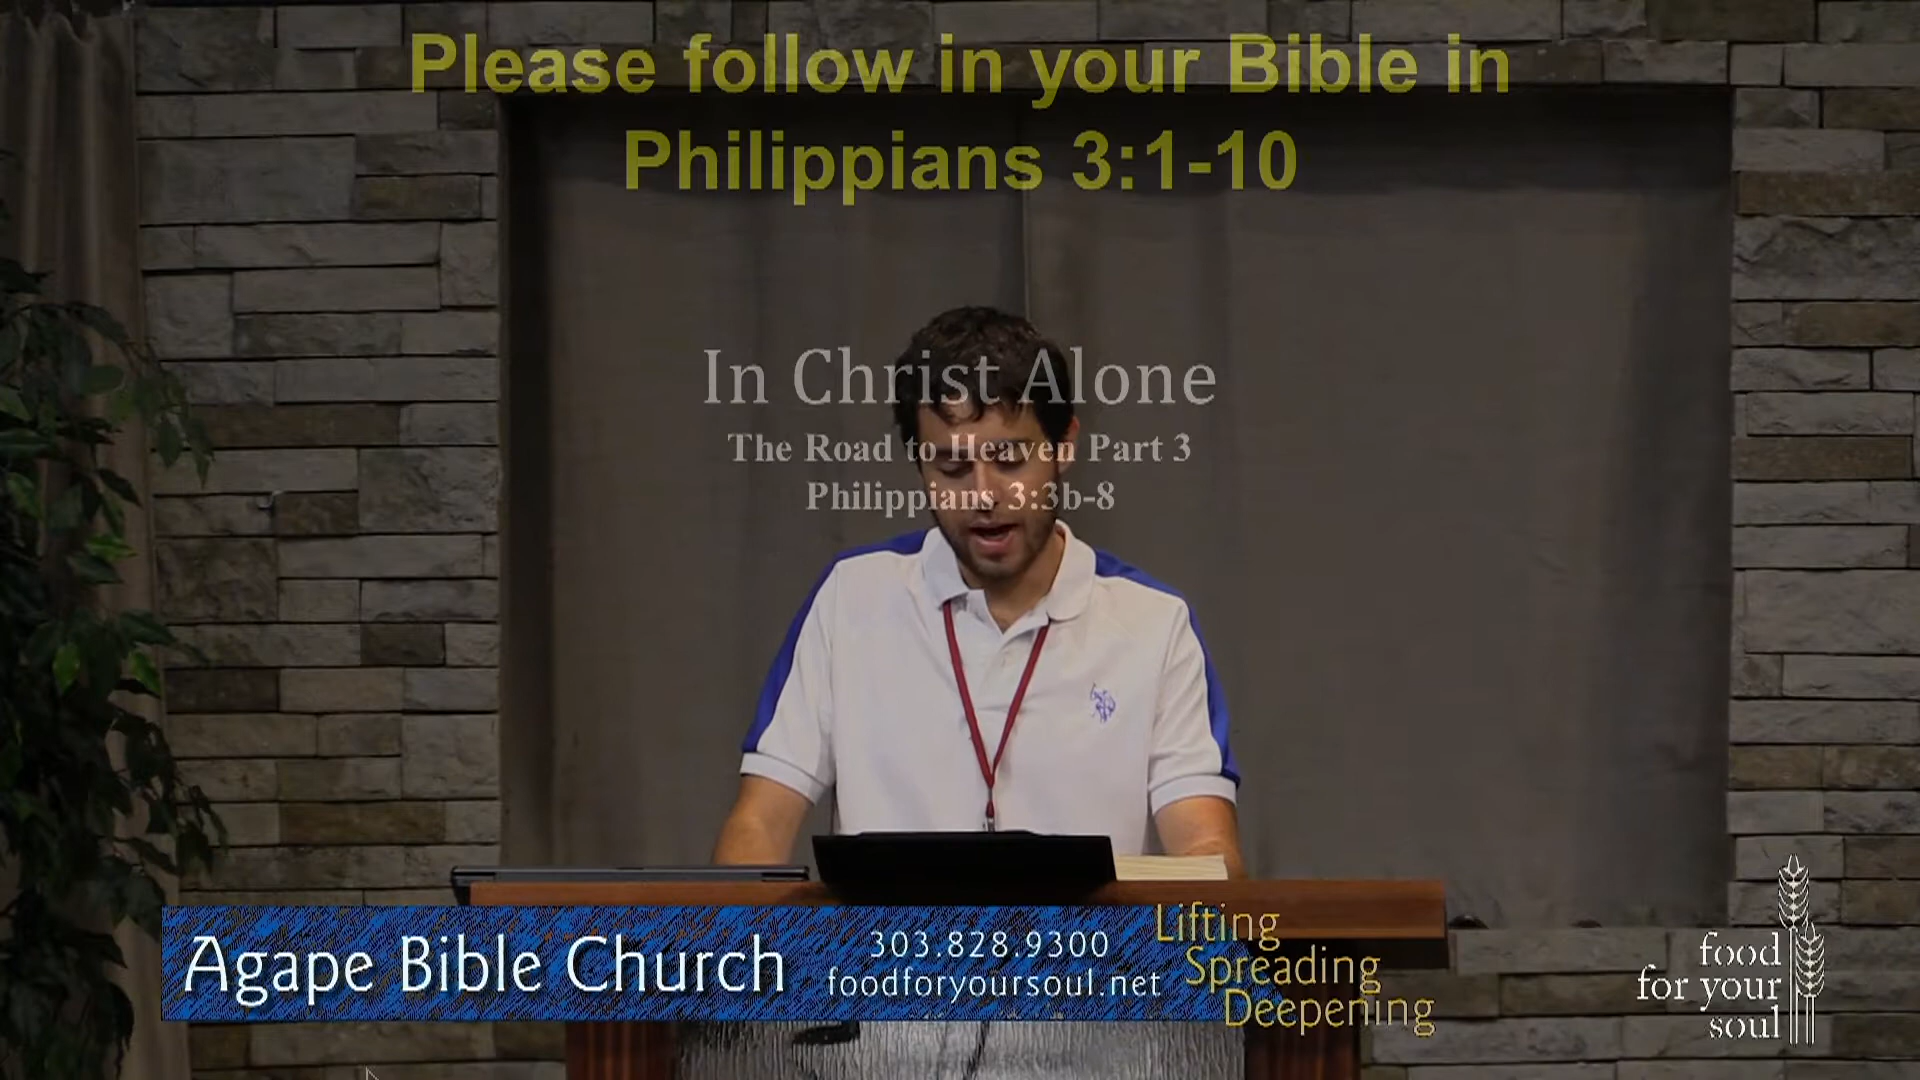 Please follow in your Bible in
Philippians 3:1-10
In Christ Alone
The Road to Heaven Part 3
Philippians 3:3b-8
Agape Bible Church
303.828.9300
foodforyoursoul.net
Lifting
Spreading
Deepening
food
for your
soul